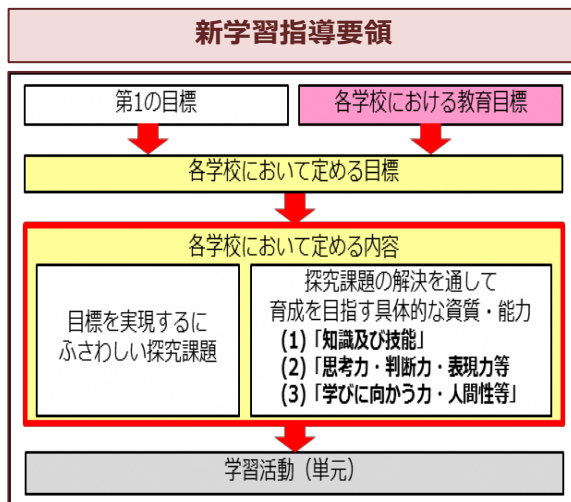 新学習指導要領
第1の目標
各学校における教育目標
各学校において定める目標
各学校において定める内容
目標を実現するに
ふさわしい探究課題
探究課題の解決を通して
育成を目指す具体的な資質・能力
(1)「知識及び技能」
(2)「思考力・判断力・表現力等
(3)「学びに向かう力・人間性等」
学習活動（単元）